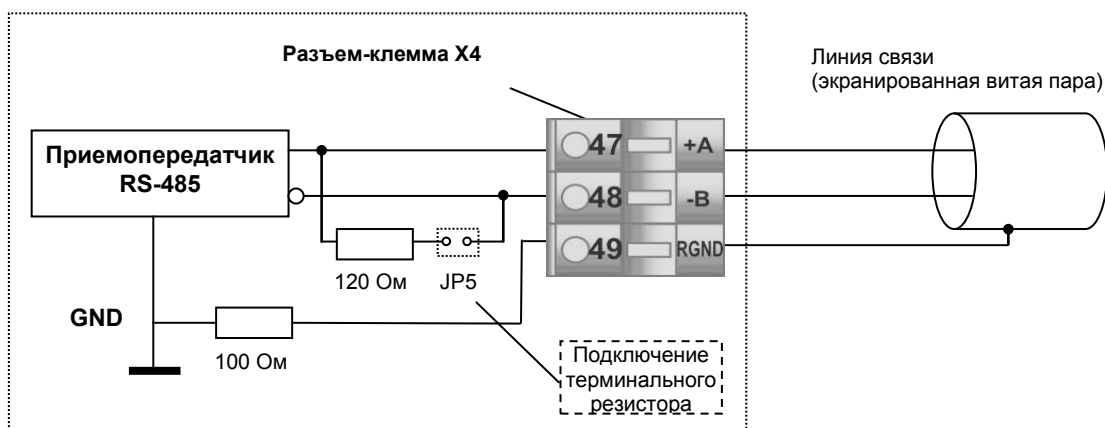 Разъем-клемма X4
Линия связи
(экранированная витая пара)
Приемопередатчик
RS-485
47 +A
48 -B
49 RGND
120 Ом JP5
GND
100 Ом
Подключение
терминального
резистора